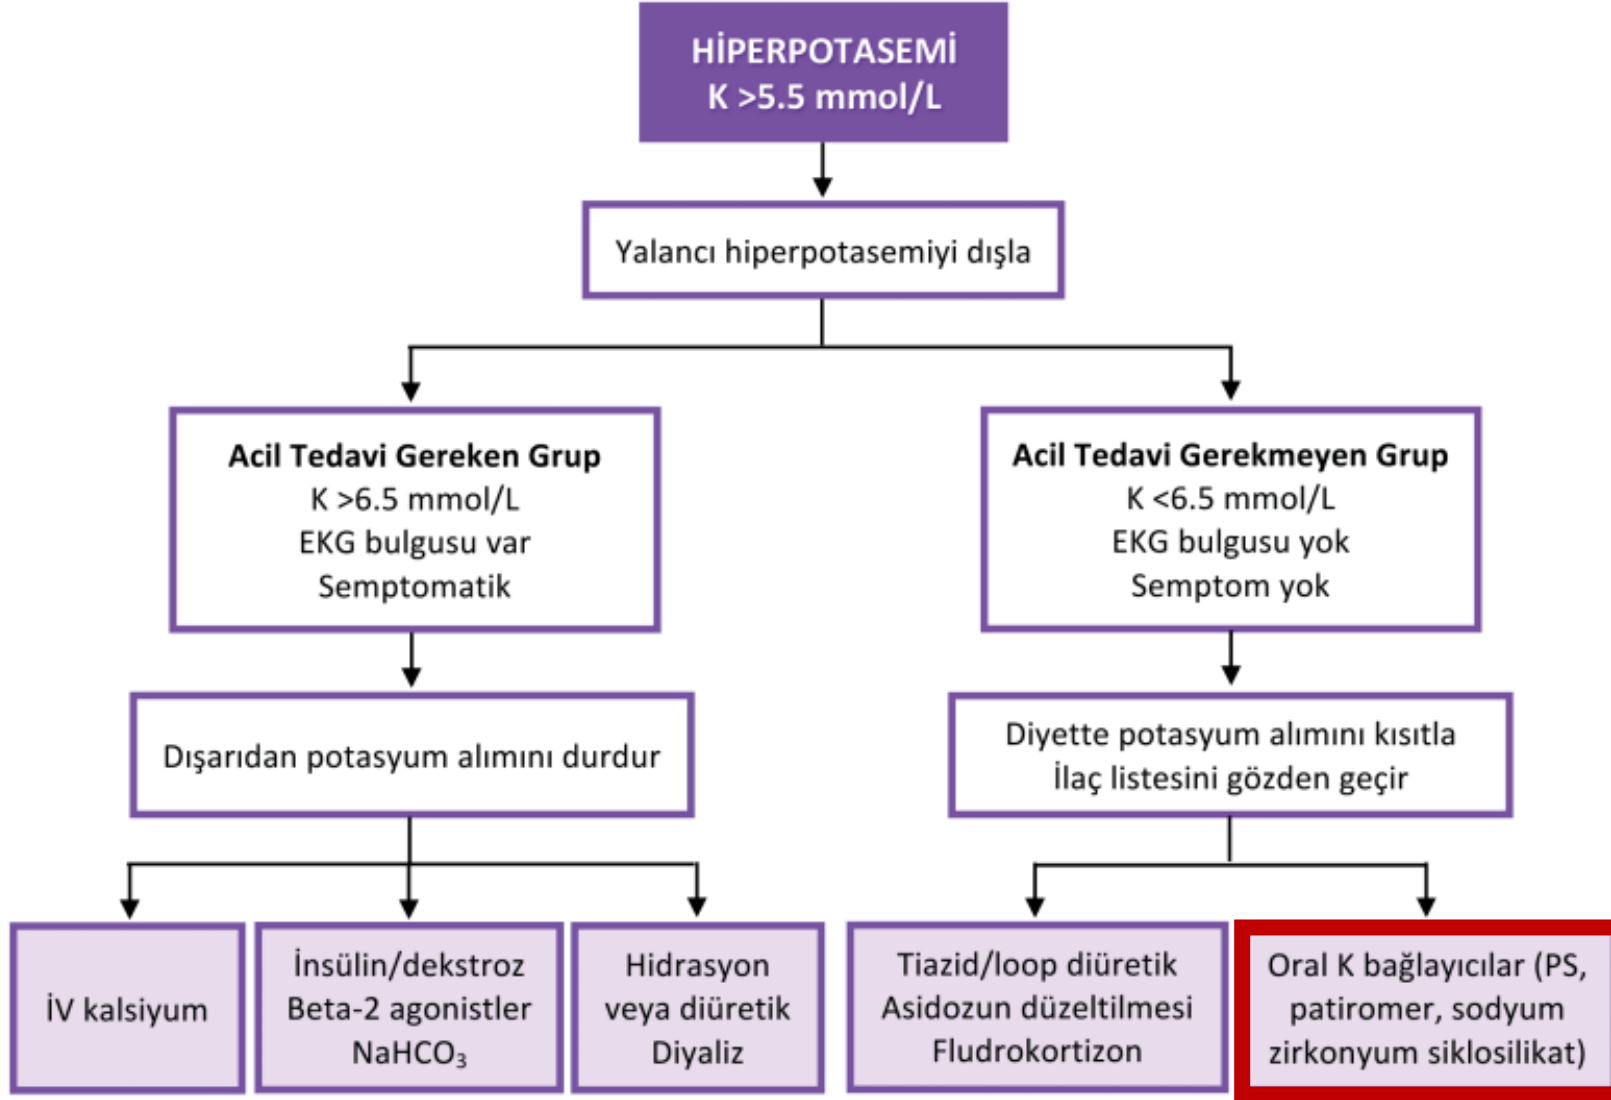 HİPERPOTASEMİ
K >5.5 mmol/L
Yalancı hiperpotasemiyi dışla
Acil Tedavi Gereken Grup
K >6.5 mmol/L
EKG bulgusu var
Semptomatik
Acil Tedavi Gerekmeyen Grup
K <6.5 mmol/L
EKG bulgusu yok
Semptom yok
Dışarıdan potasyum alımını durdur
Diyette potasyum alımını kısıtla
İlaç listesini gözden geçir
İV kalsiyum
İnsülin/dekstroz
Beta-2 agonistler
NaHCO₃
Hidrasyon
veya diüretik
Diyaliz
Tiazid/loop diüretik
Asidozun düzeltilmesi
Fludrokortizon
Oral K bağlayıcılar (PS,
patiromer, sodyum
zirkonyum siklosilikat)